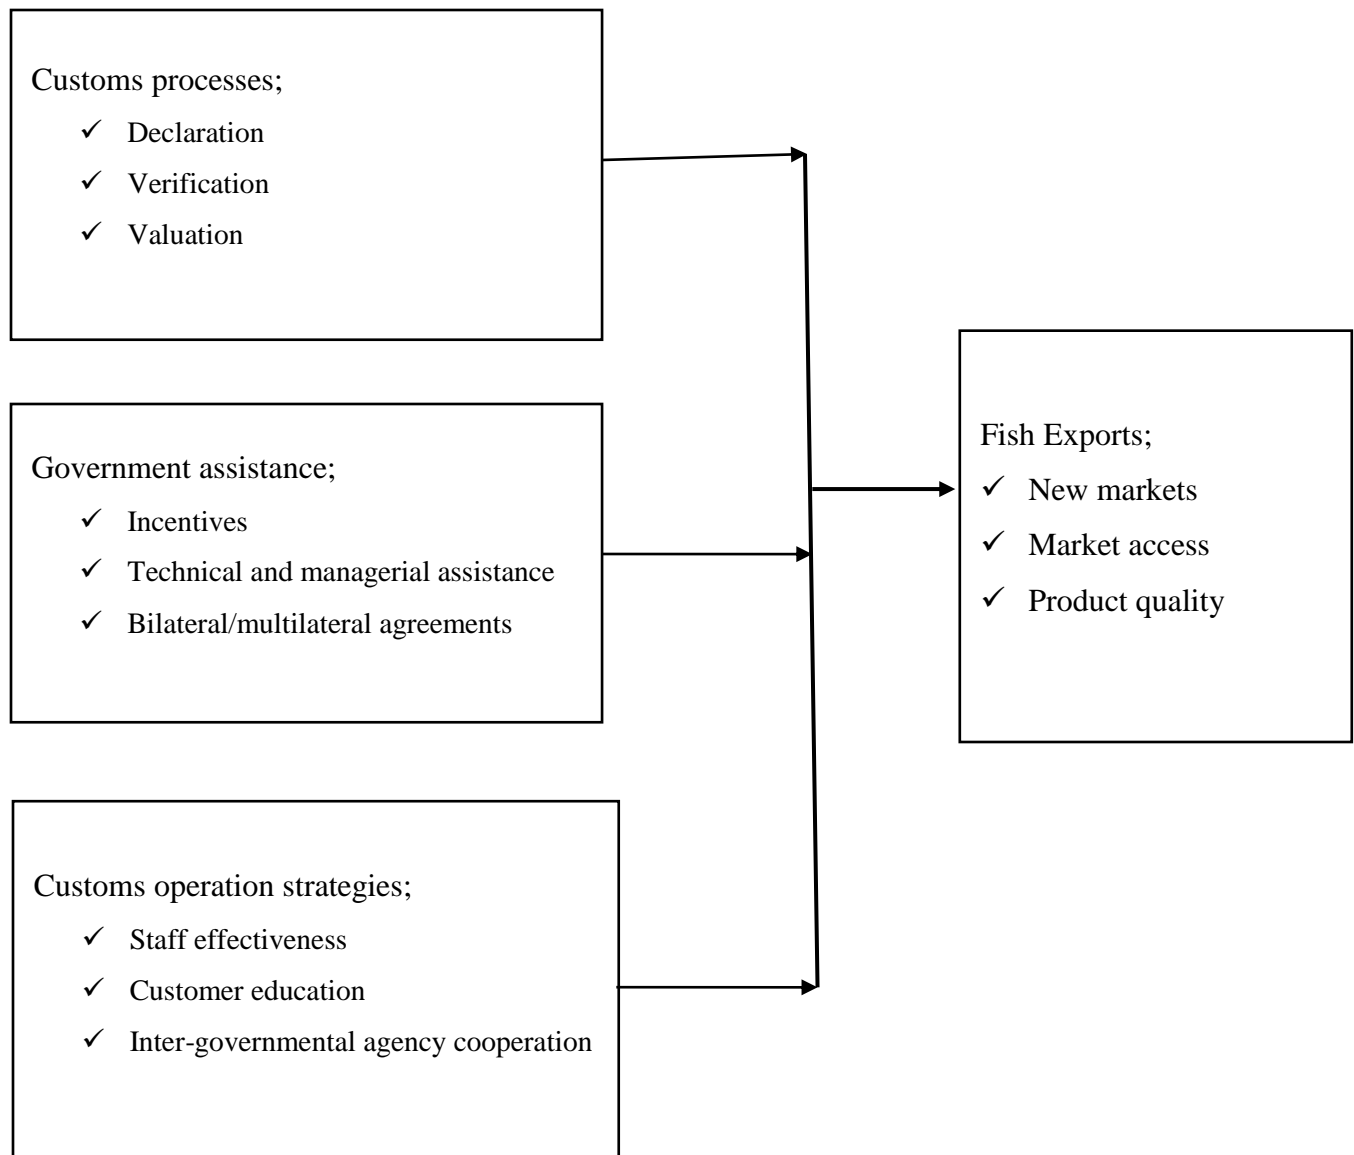 Customs processes;
✓ Declaration
✓ Verification
✓ Valuation
Government assistance;
✓ Incentives
✓ Technical and managerial assistance
✓ Bilateral/multilateral agreements
Customs operation strategies;
✓ Staff effectiveness
✓ Customer education
✓ Inter-governmental agency cooperation
Fish Exports;
✓ New markets
✓ Market access
✓ Product quality